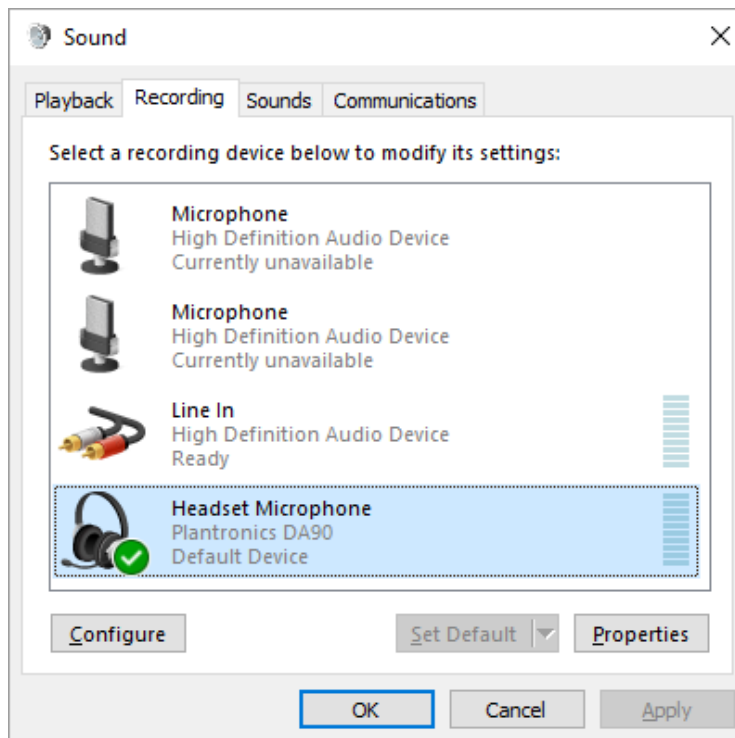 Sound
Playback Recording Sounds Communications
Select a recording device below to modify its settings:
Microphone
High Definition Audio Device
Currently unavailable
Microphone
High Definition Audio Device
Currently unavailable
Line In
High Definition Audio Device
Ready
Headset Microphone
Plantronics DA90
Default Device
Configure Set Default Properties
OK Cancel Apply